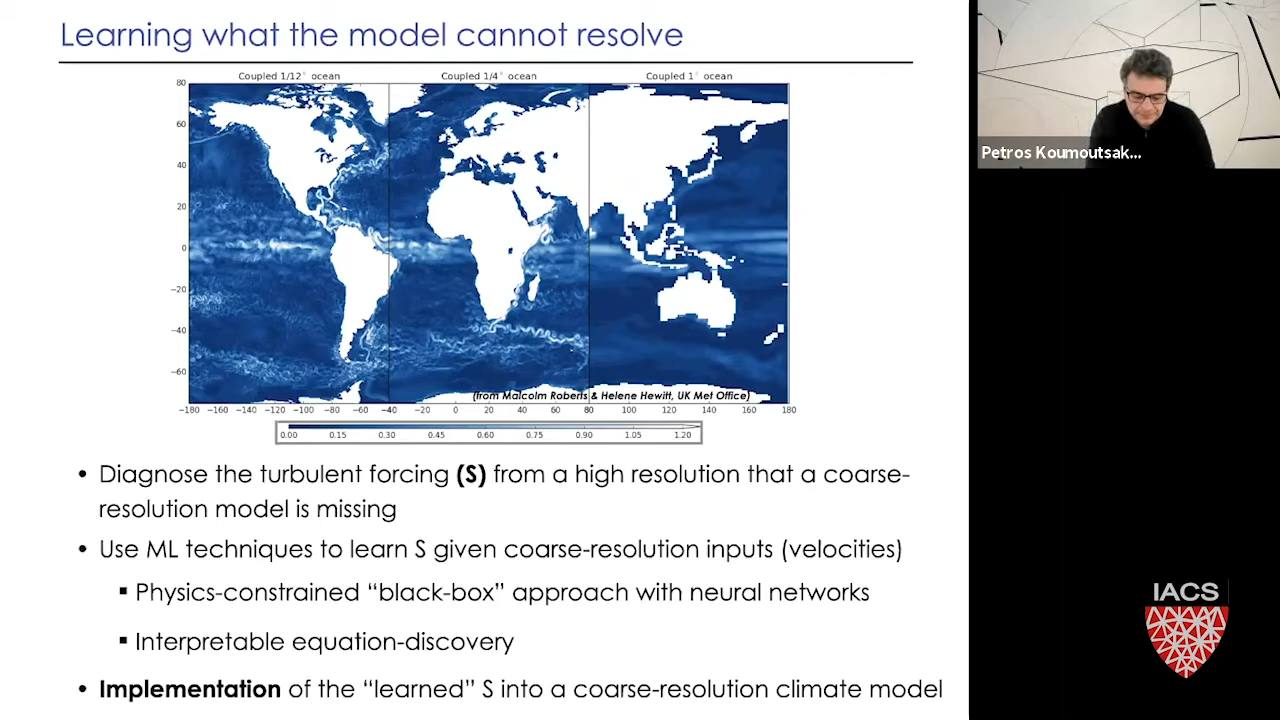 Learning what the model cannot resolve
Coupled 1/12° ocean Coupled 1/4° ocean Coupled 1° ocean
80
60
40
20
0
−20
−40
−60
(from Malcolm Roberts & Helene Hewitt, UK Met Office)
−180 −160 −140 −120 −100 −80 −60 −40 −20 0 20 40 60 80 100 120 140 160 180
0.00 0.15 0.30 0.45 0.60 0.75 0.90 1.05 1.20
• Diagnose the turbulent forcing (S) from a high resolution that a coarse-
resolution model is missing
• Use ML techniques to learn S given coarse-resolution inputs (velocities)
▪ Physics-constrained “black-box” approach with neural networks
▪ Interpretable equation-discovery
• Implementation of the “learned” S into a coarse-resolution climate model
Petros Koumoutsak...
IACS